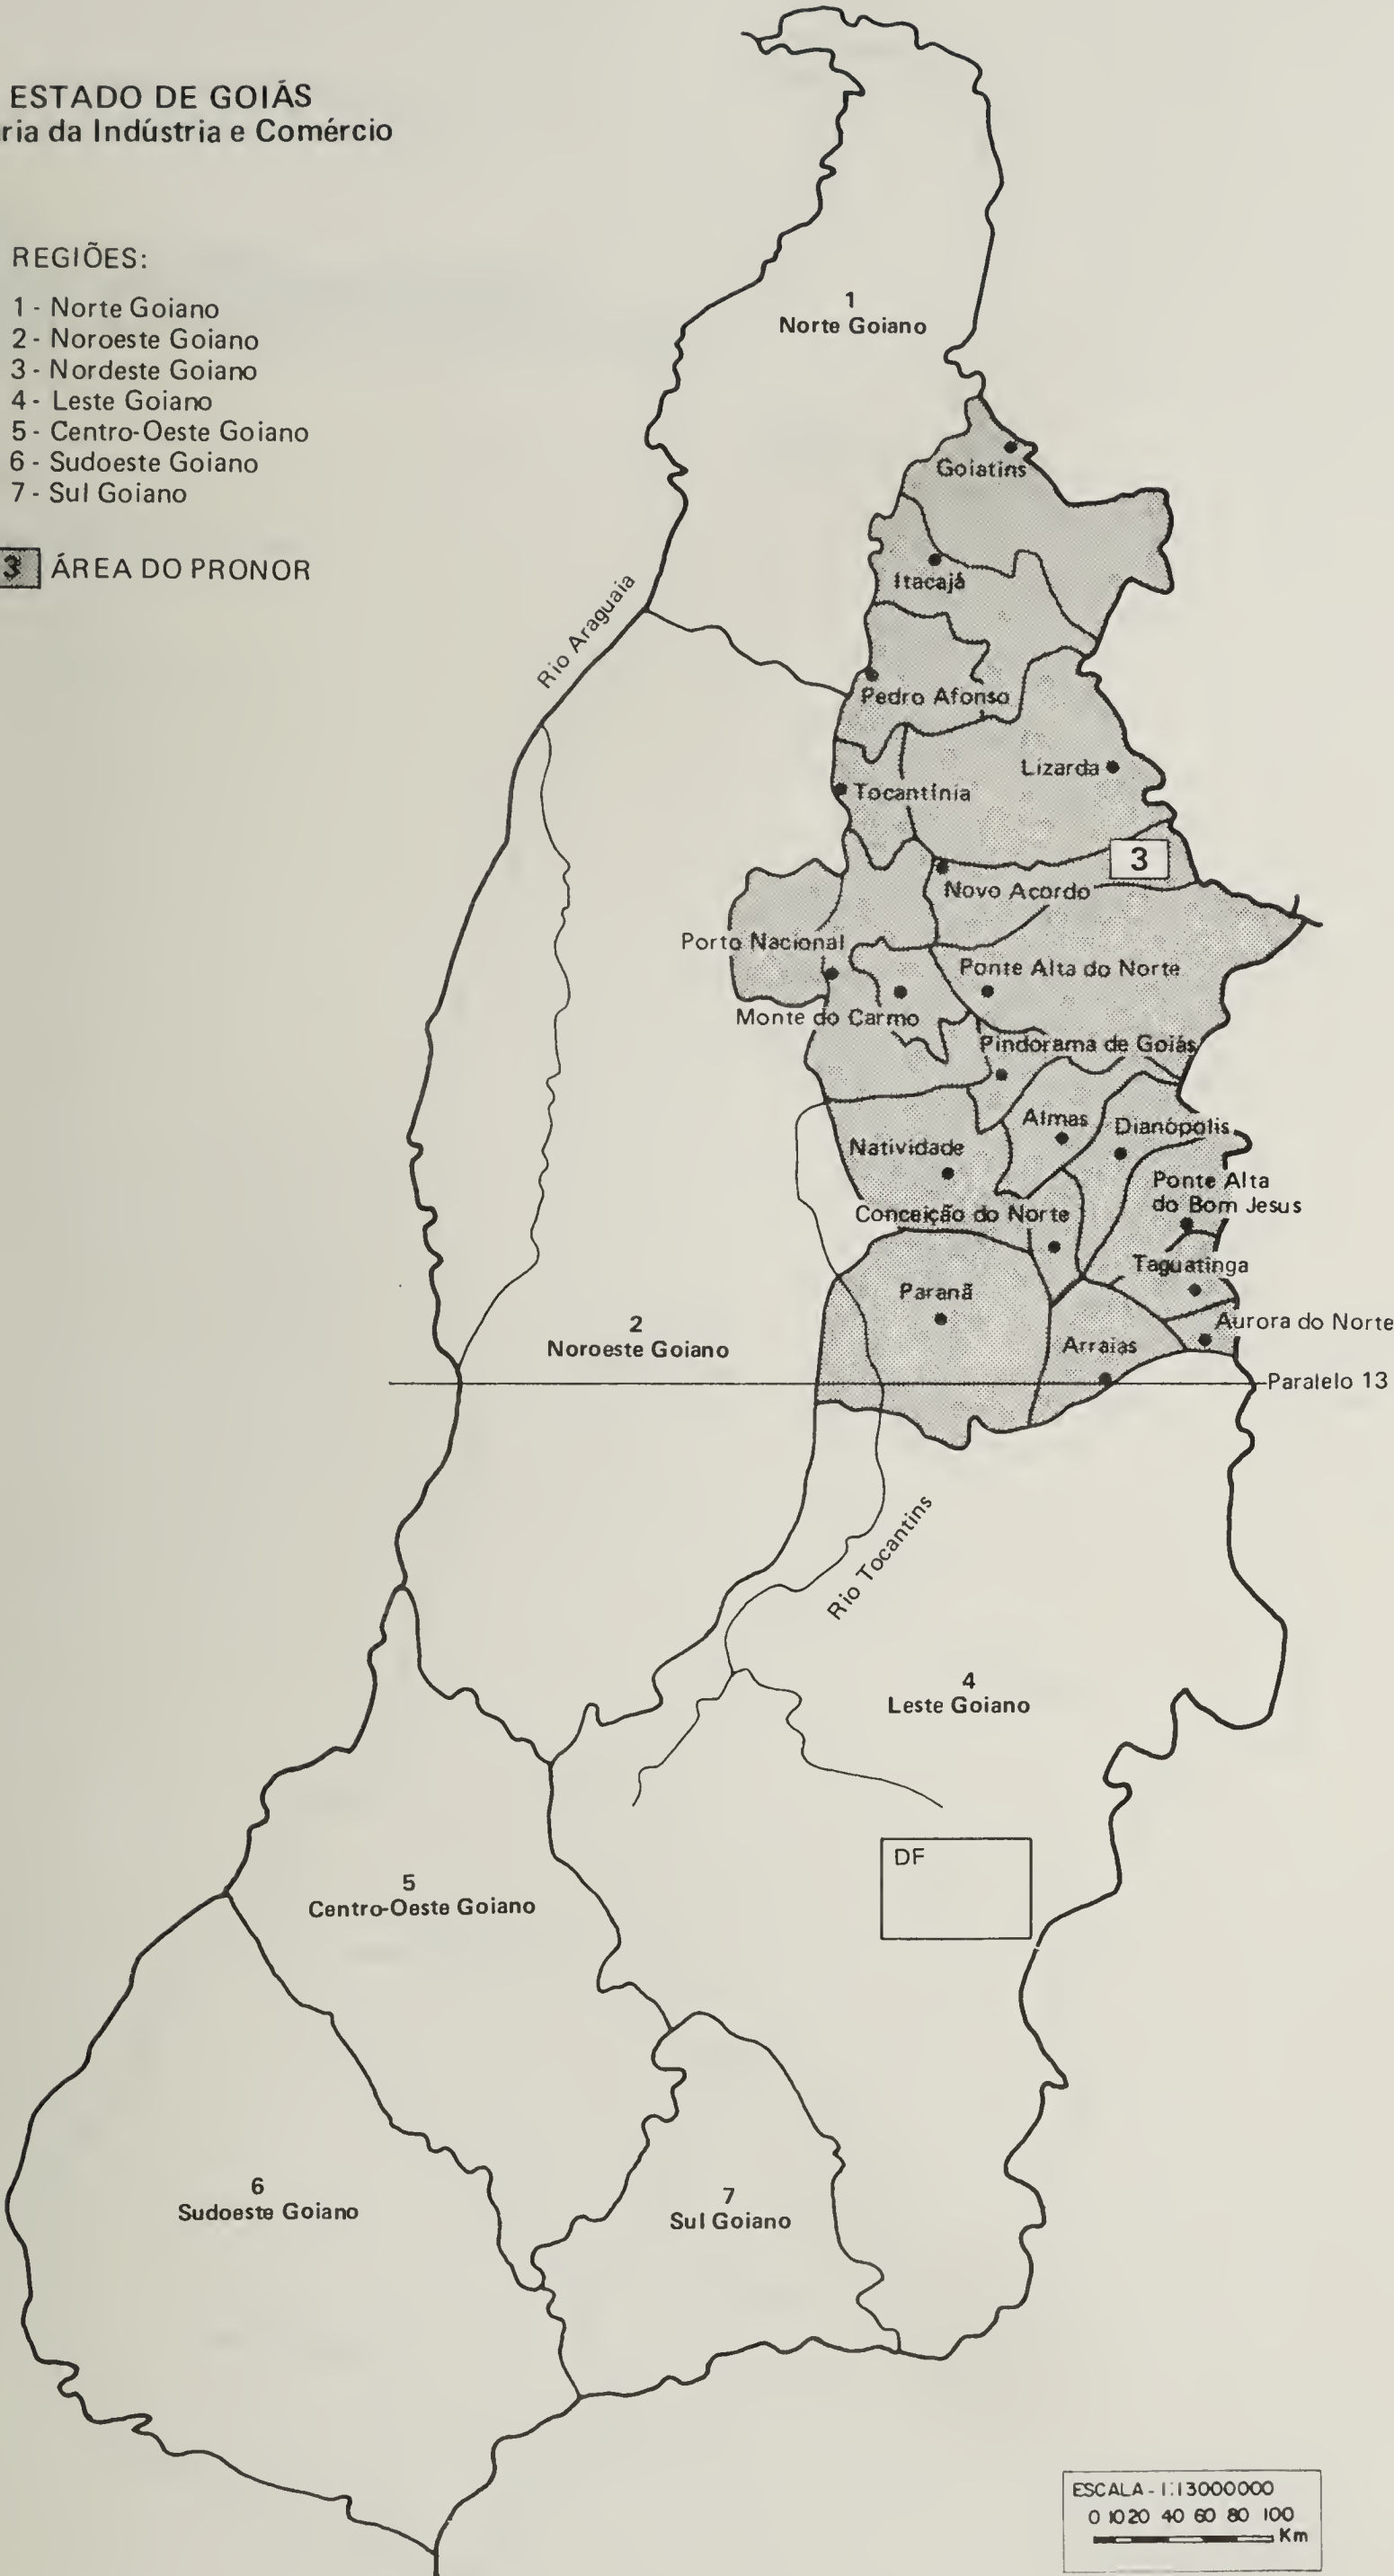 ESTADO DE GOIÁS
ria da Indústria e Comércio
REGIÕES:
1 - Norte Goiano
2 - Noroeste Goiano
3 - Nordeste Goiano
4 - Leste Goiano
5 - Centro-Oeste Goiano
6 - Sudoeste Goiano
7 - Sul Goiano
3 ÁREA DO PRONOR
1
Norte Goiano
Goiatins
Itacajá
Rio Araguaia
Pedro Afonso
Lizarda
Tocantínia
3
Novo Acordo
Porto Nacional
Ponte Alta do Norte
Monte do Carmo
Pindorama de Goiás
Almas
Dianópolis
Natividade
Ponte Alta
do Bom Jesus
Conceição do Norte
Taguatinga
Paranã
Aurora do Norte
2
Noroeste Goiano
Arraias
Paralelo 13
Rio Tocantins
4
Leste Goiano
DF
5
Centro-Oeste Goiano
6
Sudoeste Goiano
7
Sul Goiano
ESCALA - 1:13000000
0 10 20 40 60 80 100
Km